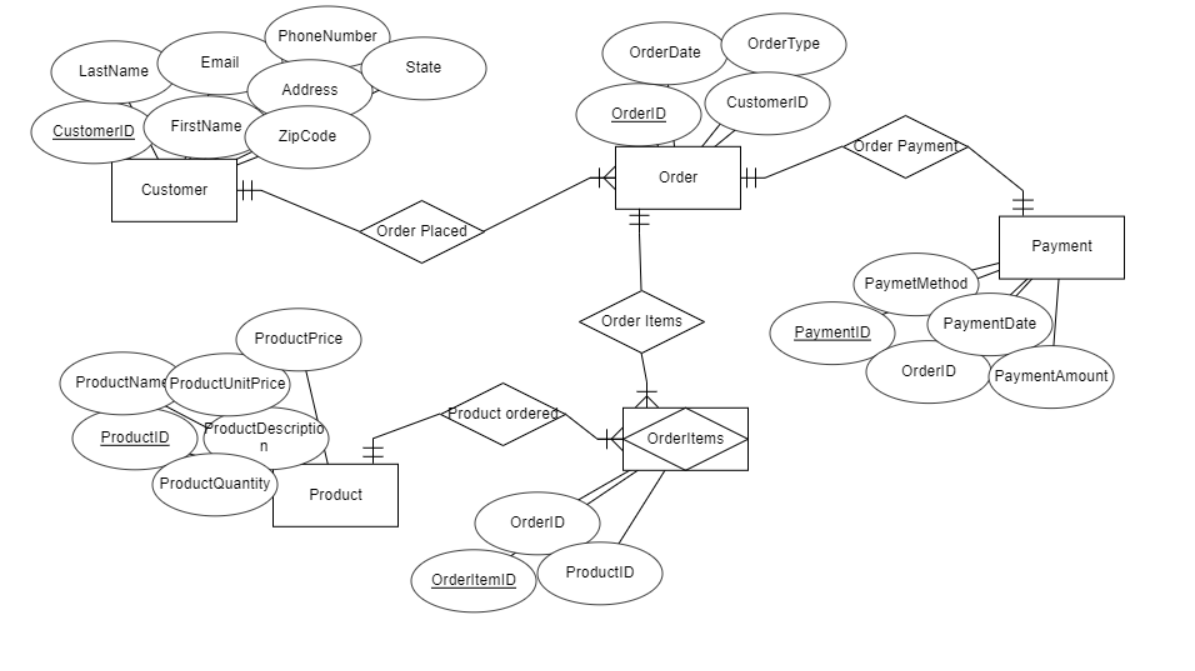 PhoneNumber
LastName
Email
State
Address
CustomerID
FirstName
ZipCode
Customer
Order Placed
OrderDate
OrderType
OrderID
CustomerID
Order
Order Payment
Payment
PaymetMethod
PaymentID
PaymentDate
OrderID
PaymentAmount
Order Items
ProductPrice
ProductName
ProductUnitPrice
ProductID
ProductDescriptio
n
ProductQuantity
Product
Product ordered
OrderItems
OrderID
OrderItemID
ProductID